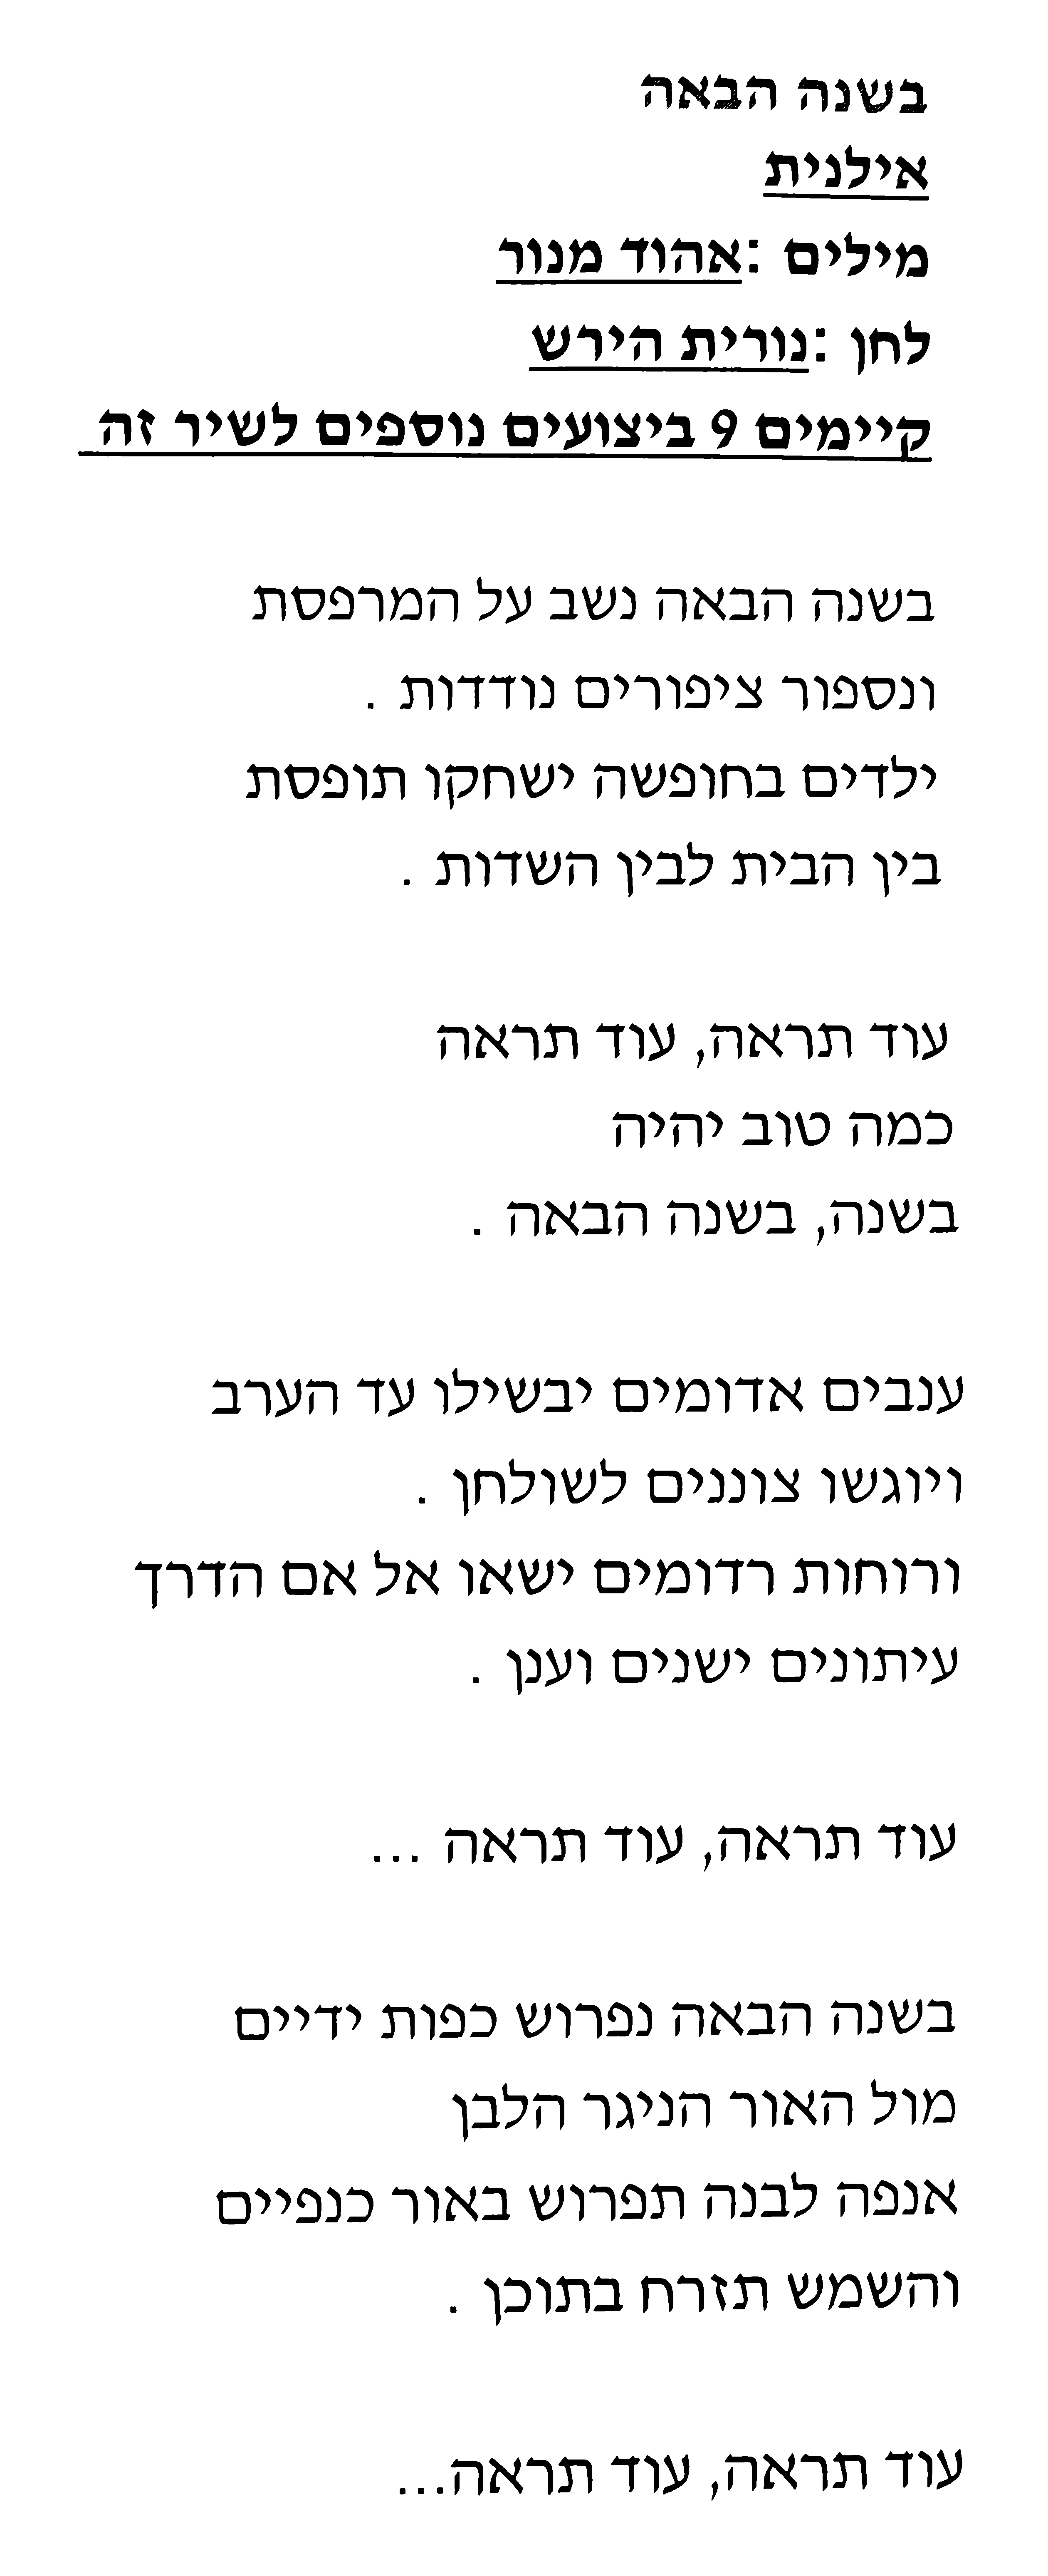 בשנה הבאה
אילנית
מילים :אהוד מנור
לחן :נורית הירש
קיימים 9 ביצועים נוספים לשיר זה
בשנה הבאה נשב על המרפסת
ונספור ציפורים נודדות .
ילדים בחופשה ישחקו תופסת
בין הבית לבין השדות .
עוד תראה, עוד תראה
כמה טוב יהיה
בשנה, בשנה הבאה .
ענבים אדומים יבשילו עד הערב
ויוגשו צוננים לשולחן .
ורוחות רדומים ישאו אל אם הדרך
עיתונים ישנים וענן .
עוד תראה, עוד תראה ...
בשנה הבאה נפרוש כפות ידיים
מול האור הניגר הלבן
אנפה לבנה תפרוש באור כנפיים
והשמש תזרח בתוכן .
עוד תראה, עוד תראה...